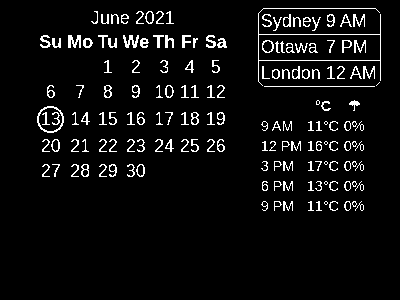 June 2021
Su Mo Tu We Th Fr Sa
1 2 3 4 5
6 7 8 9 10 11 12
13 14 15 16 17 18 19
20 21 22 23 24 25 26
27 28 29 30
Sydney 9 AM
Ottawa 7 PM
London 12 AM
°C
9 AM 11°C 0%
12 PM 16°C 0%
3 PM 17°C 0%
6 PM 13°C 0%
9 PM 11°C 0%